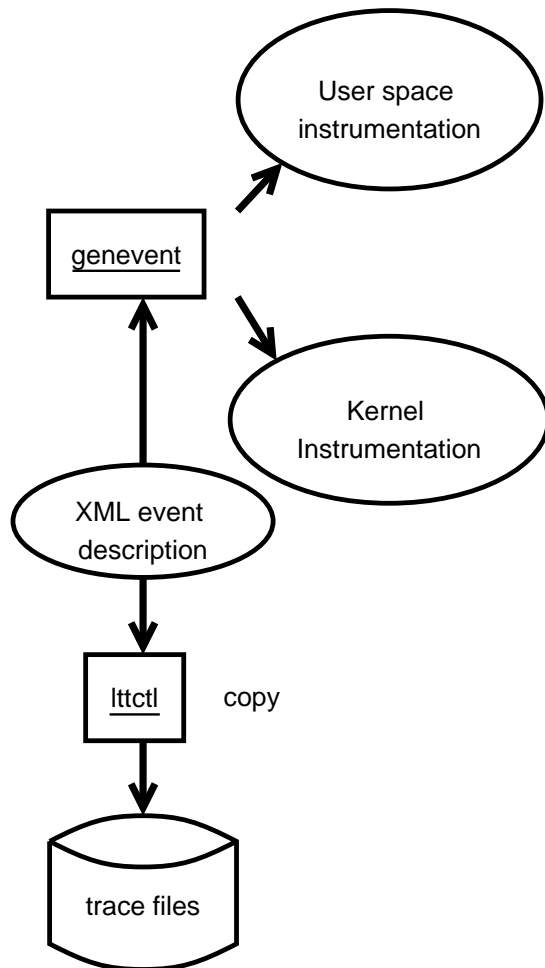 User space
instrumentation
genevent
Kernel
Instrumentation
XML event
description
lttctl
copy
trace files